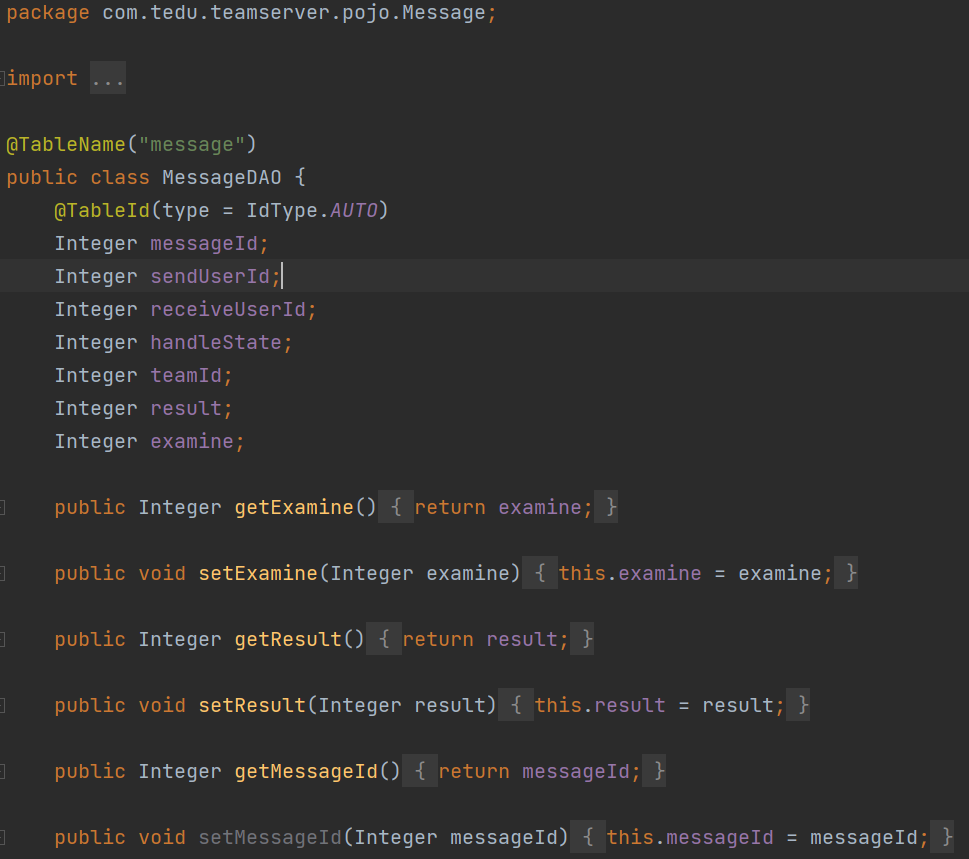 package com.tedu.teamserver.pojo.Message;
import ...
@TableName("message")
public class MessageDAO {
@TableId(type = IdType.AUTO)
Integer messageId;
Integer sendUserId;
Integer receiveUserId;
Integer handleState;
Integer teamId;
Integer result;
Integer examine;
public Integer getExamine() { return examine; }
public void setExamine(Integer examine) { this.examine = examine; }
public Integer getResult() { return result; }
public void setResult(Integer result) { this.result = result; }
public Integer getMessageId() { return messageId; }
public void setMessageId(Integer messageId) { this.messageId = messageId; }